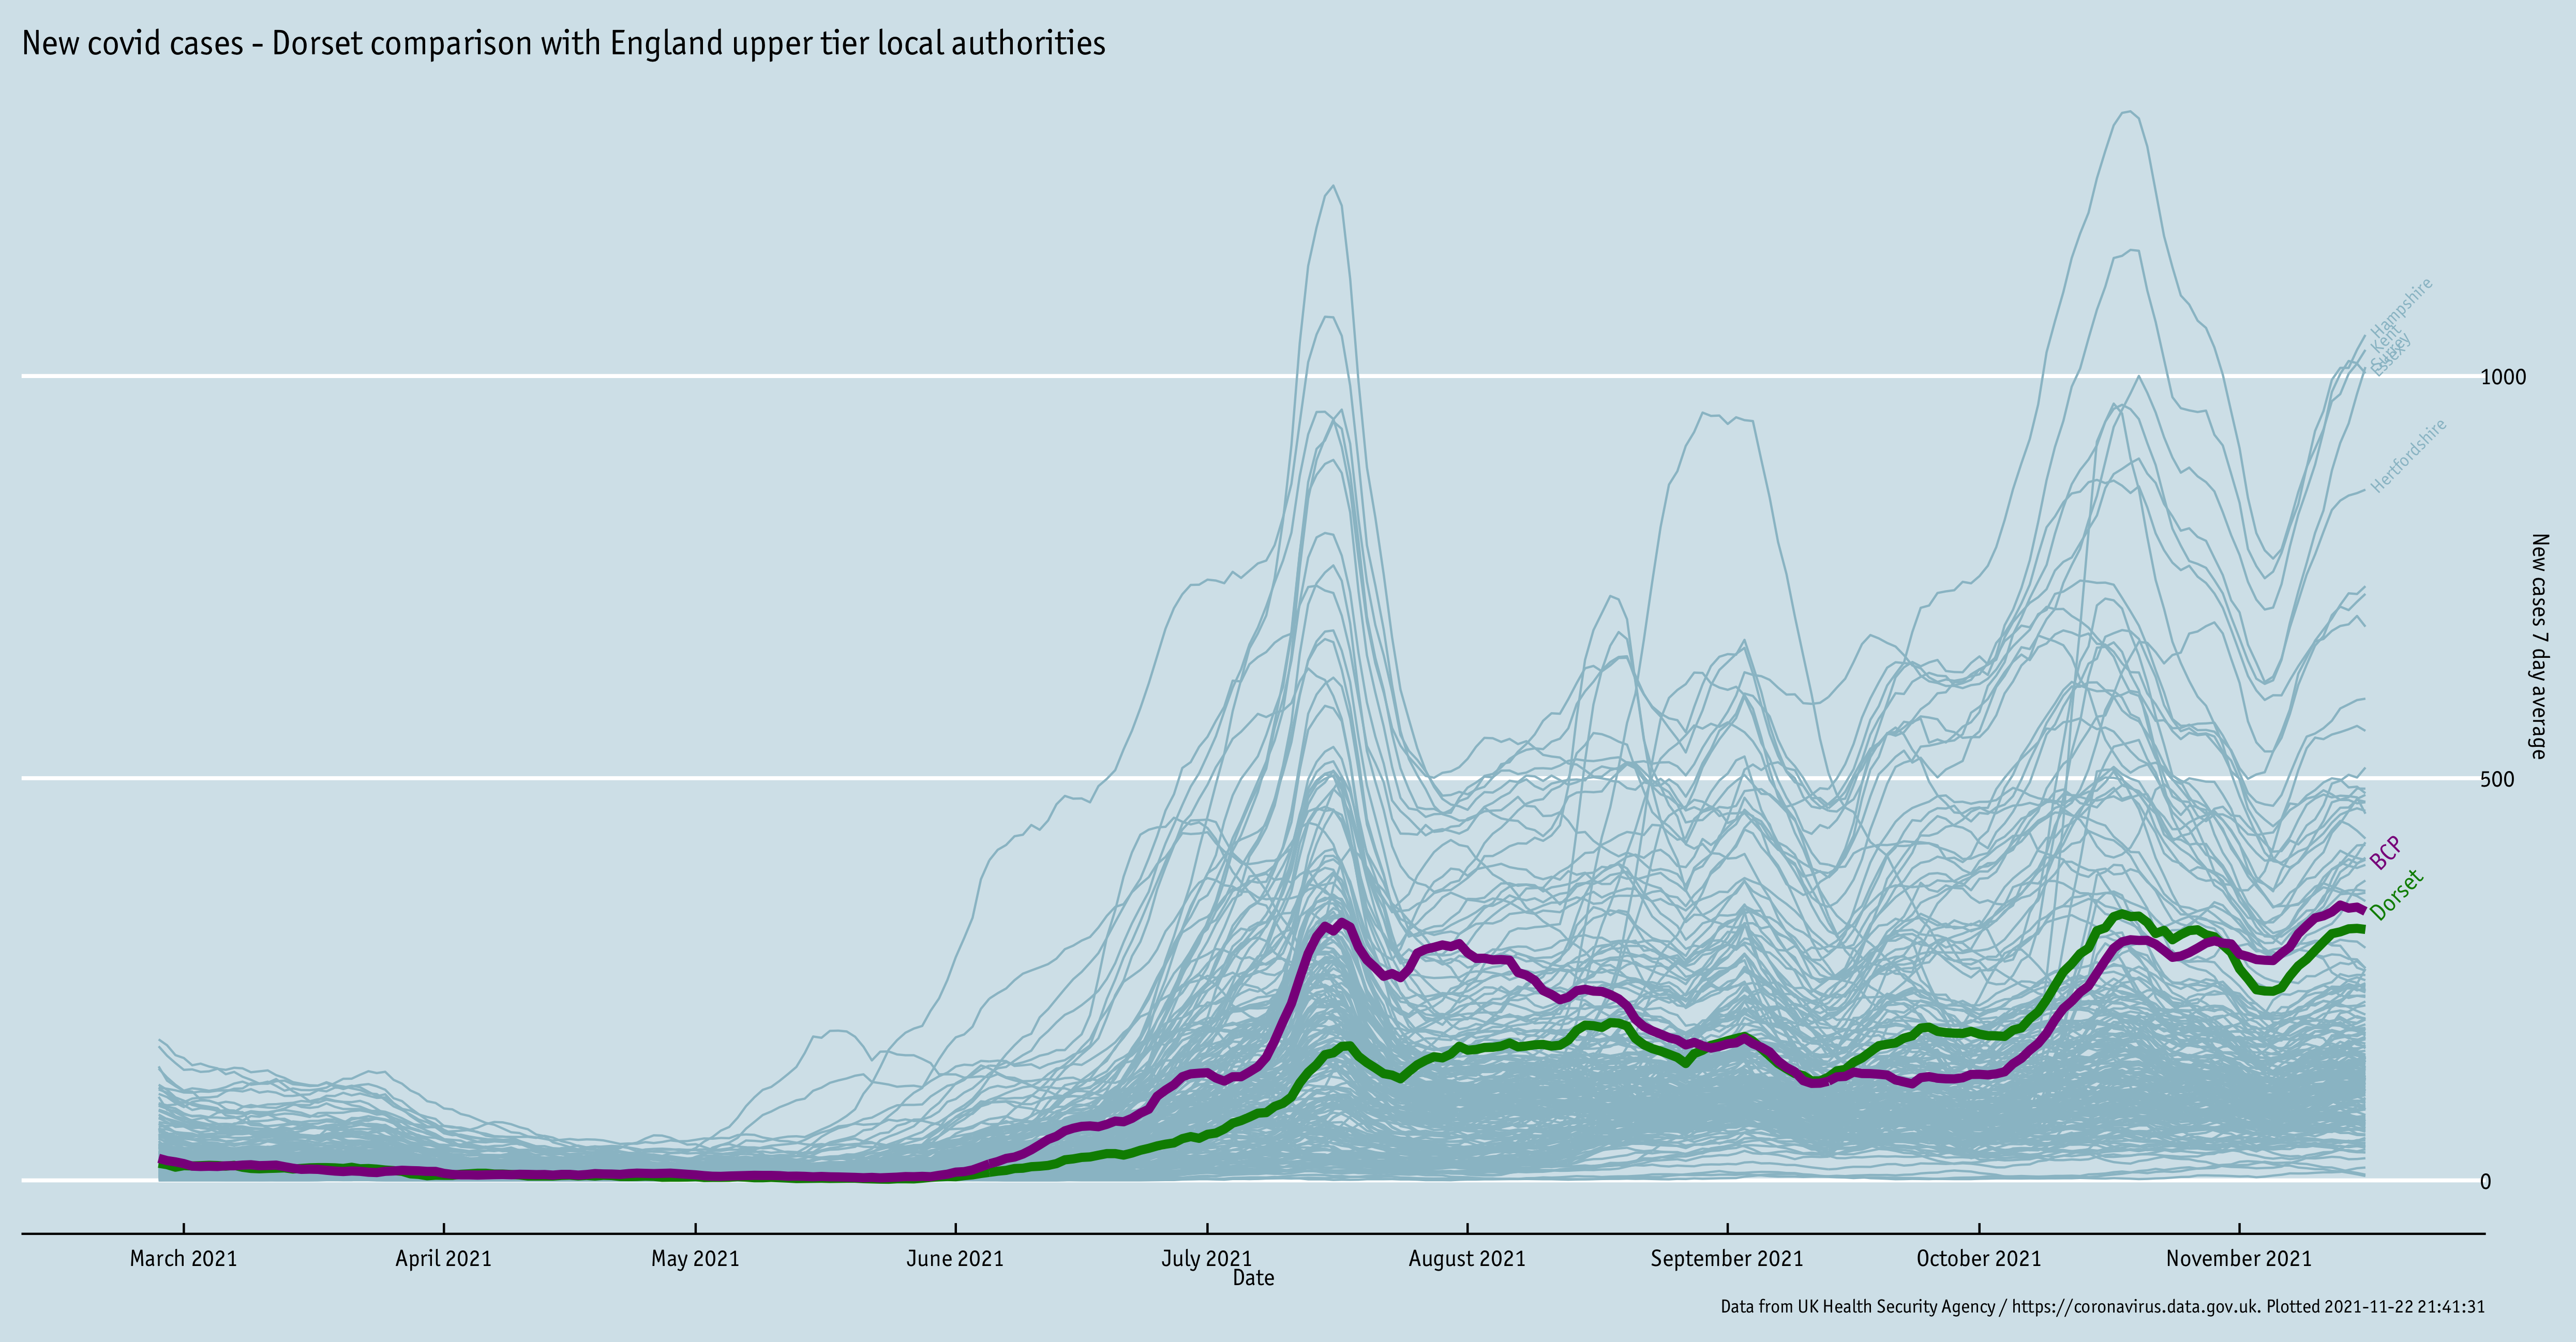 New covid cases - Dorset comparison with England upper tier local authorities
Hampshire
Kent
Surrey
Essex
1000
Hertfordshire
New cases 7 day average
500
BCP
Dorset
0
March 2021
April 2021
May 2021
June 2021
July 2021
August 2021
September 2021
October 2021
November 2021
Date
Data from UK Health Security Agency / https://coronavirus.data.gov.uk. Plotted 2021-11-22 21:41:31